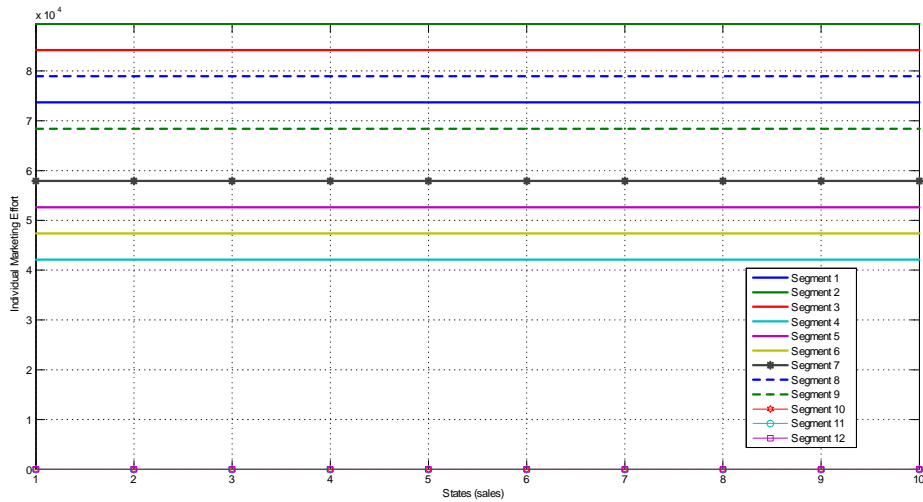 x 10^4
8
7
6
5
4
3
2
1
0
Individual Marketing Effort
1 2 3 4 5 6 7 8 9 10
States (sales)
Segment 1
Segment 2
Segment 3
Segment 4
Segment 5
Segment 6
Segment 7
Segment 8
Segment 9
Segment 10
Segment 11
Segment 12